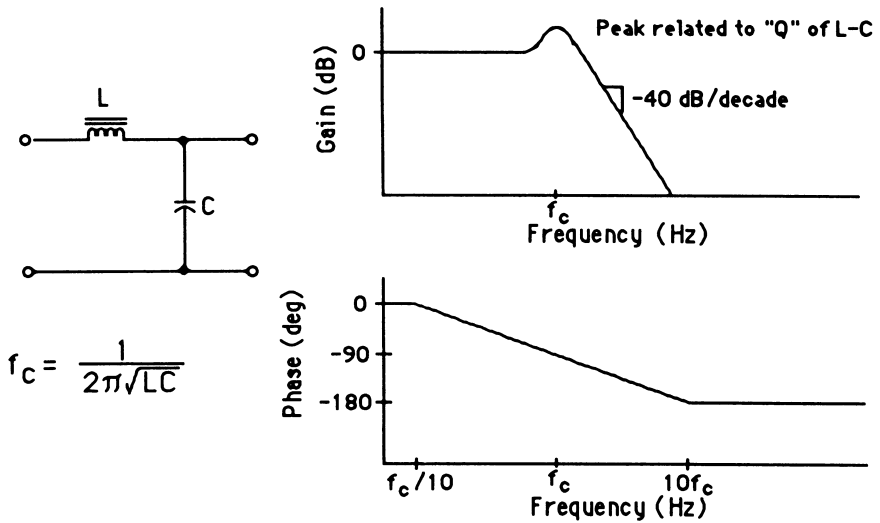 Peak related to "Q" of L-C
0
-40 dB/decade
Gain (dB)
f_c
Frequency (Hz)
L
C
f_C = 1 / 2π√LC
0
-90
-180
Phase (deg)
f_c/10
f_c
10f_c
Frequency (Hz)